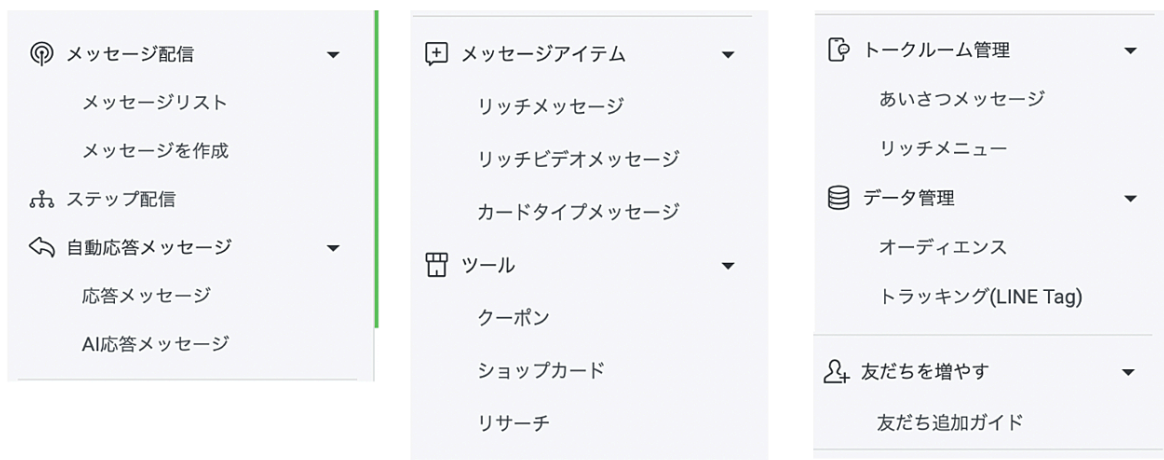 メッセージ配信
メッセージリスト
メッセージを作成
ステップ配信
自動応答メッセージ
応答メッセージ
AI応答メッセージ
メッセージアイテム
リッチメッセージ
リッチビデオメッセージ
カードタイプメッセージ
ツール
クーポン
ショップカード
リサーチ
トークルーム管理
あいさつメッセージ
リッチメニュー
データ管理
オーディエンス
トラッキング(LINE Tag)
友だちを増やす
友だち追加ガイド